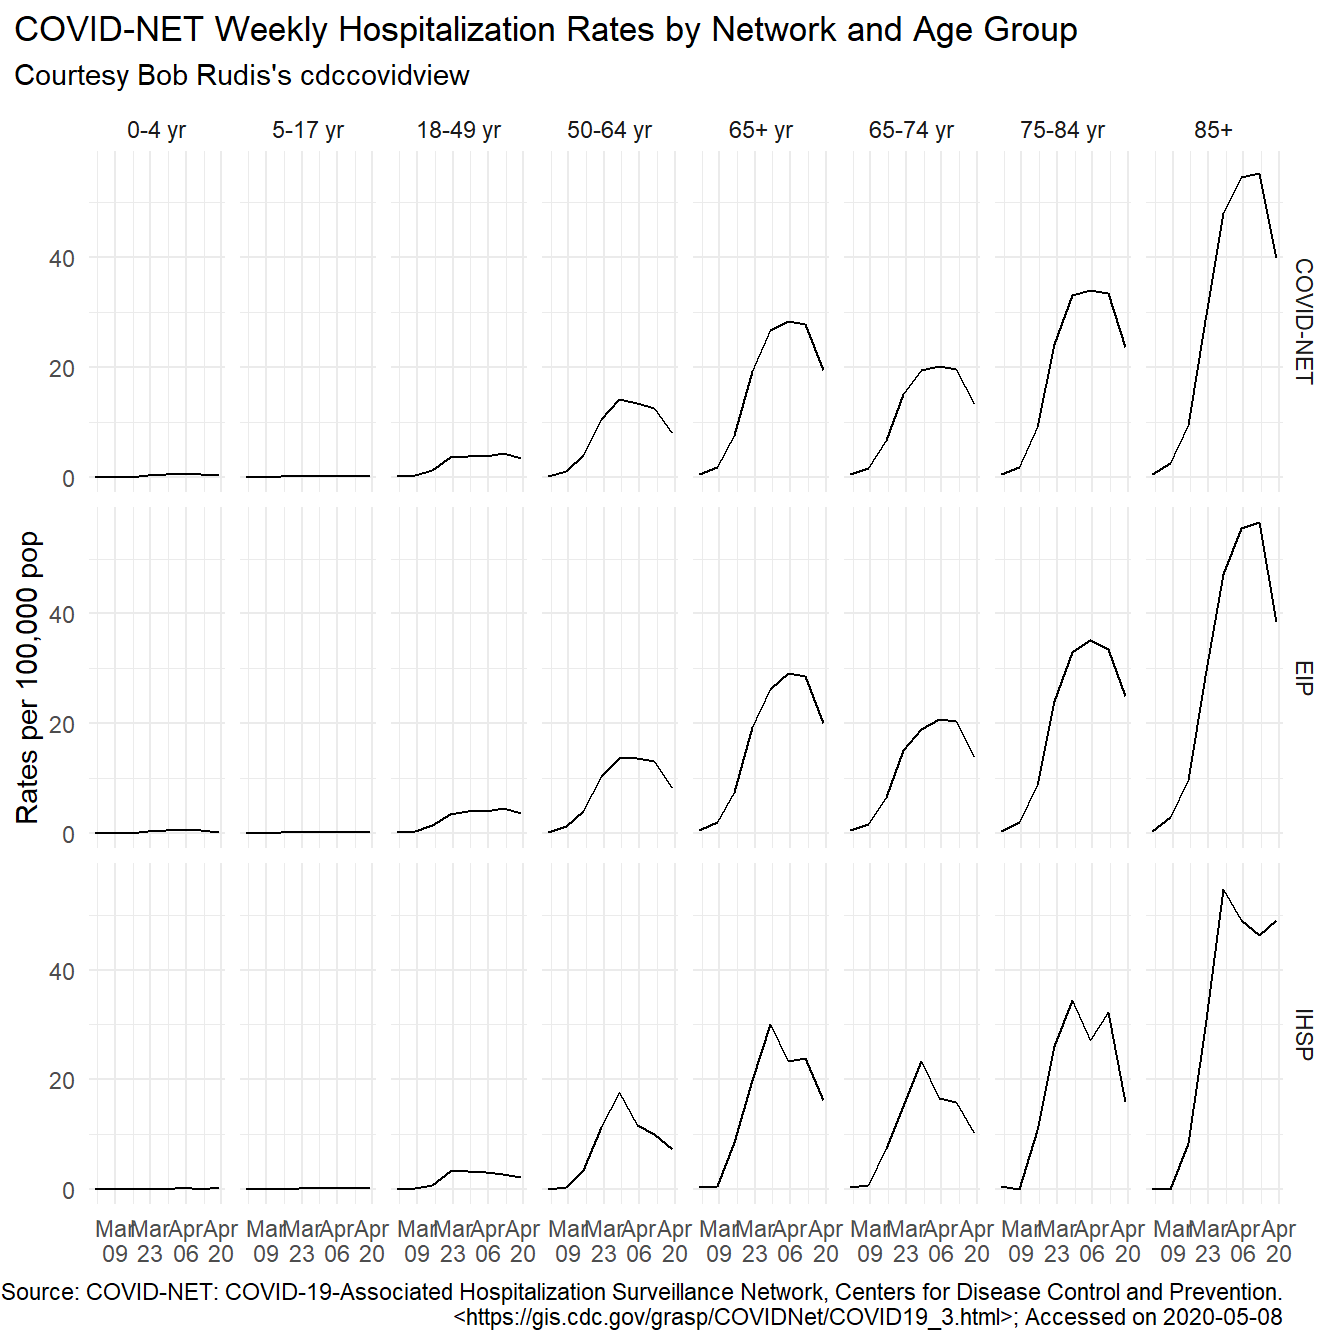 COVID-NET Weekly Hospitalization Rates by Network and Age Group
Courtesy Bob Rudis's cdccovidview
0-4 yr 5-17 yr 18-49 yr 50-64 yr 65+ yr 65-74 yr 75-84 yr 85+
40
20
0
COVID-NET
Rates per 100,000 pop
40
20
0
EIP
40
20
0
IHSP
Mar Mar Apr Apr Mar Mar Apr Apr Mar Mar Apr Apr Mar Mar Apr Apr Mar Mar Apr Apr Mar Mar Apr Apr Mar Mar Apr Apr Mar Mar Apr Apr
09 23 06 20 09 23 06 20 09 23 06 20 09 23 06 20 09 23 06 20 09 23 06 20 09 23 06 20 09 23 06 20
Source: COVID-NET: COVID-19-Associated Hospitalization Surveillance Network, Centers for Disease Control and Prevention.
<https://gis.cdc.gov/grasp/COVIDNet/COVID19_3.html>; Accessed on 2020-05-08